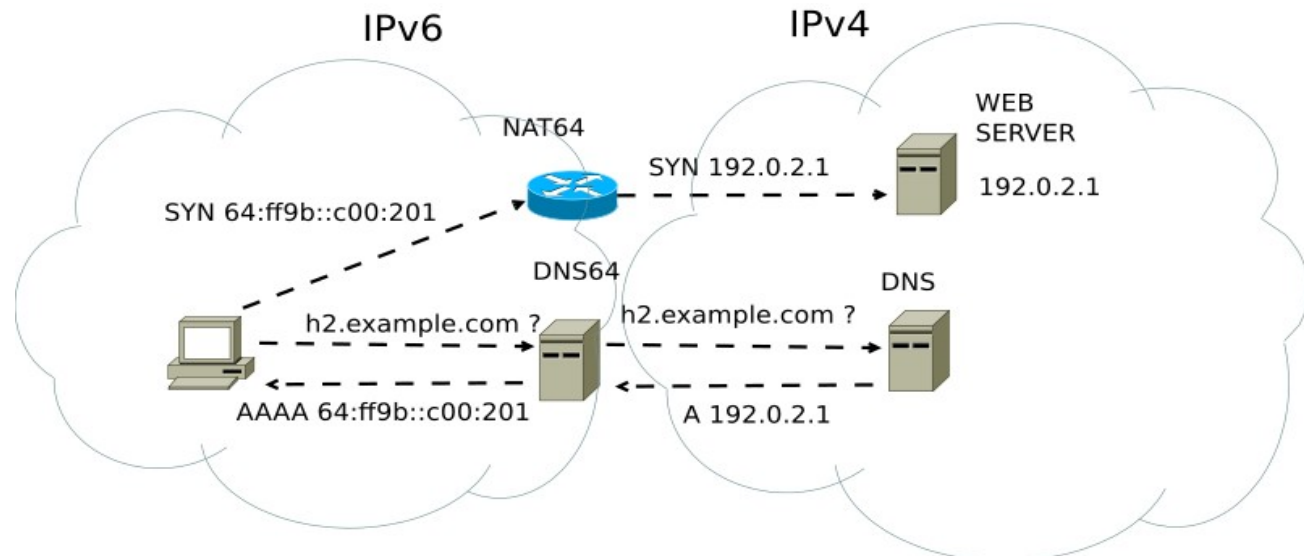 IPv6
IPv4
NAT64
WEB
SERVER
SYN 192.0.2.1
192.0.2.1
SYN 64:ff9b::c00:201
DNS64
DNS
h2.example.com ?
h2.example.com ?
AAAA 64:ff9b::c00:201
A 192.0.2.1